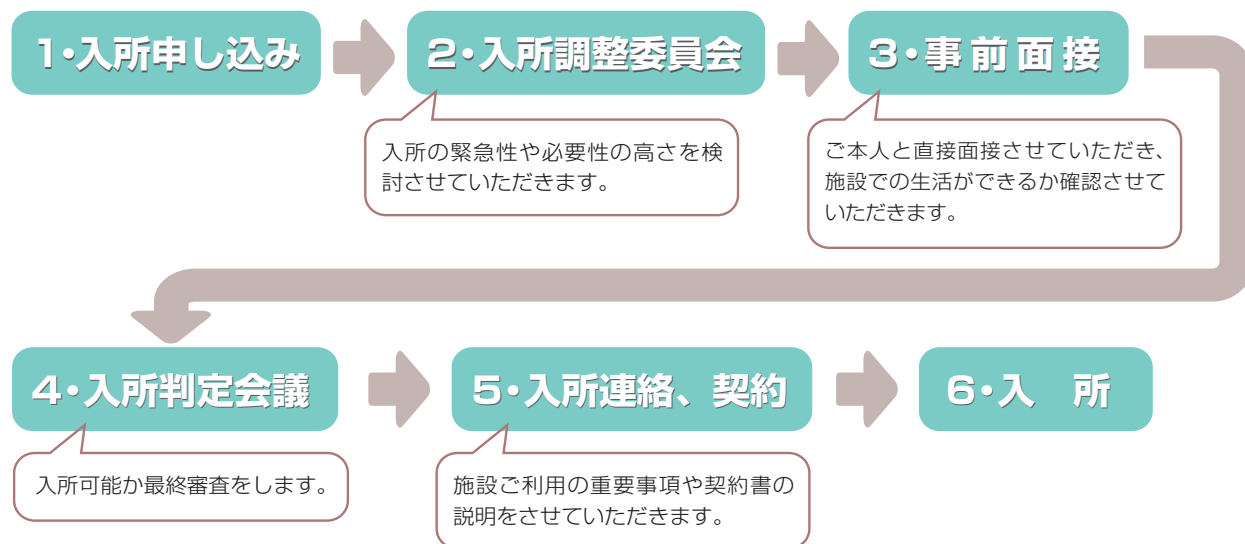 1・入所申し込み
2・入所調整委員会
3・事前面接
入所の緊急性や必要性の高さを検
討させていただきます。
ご本人と直接面接させていただき、
施設での生活ができるか確認させて
いただきます。
4・入所判定会議
5・入所連絡、契約
6・入　所
入所可能か最終審査をします。
施設ご利用の重要事項や契約書の
説明をさせていただきます。